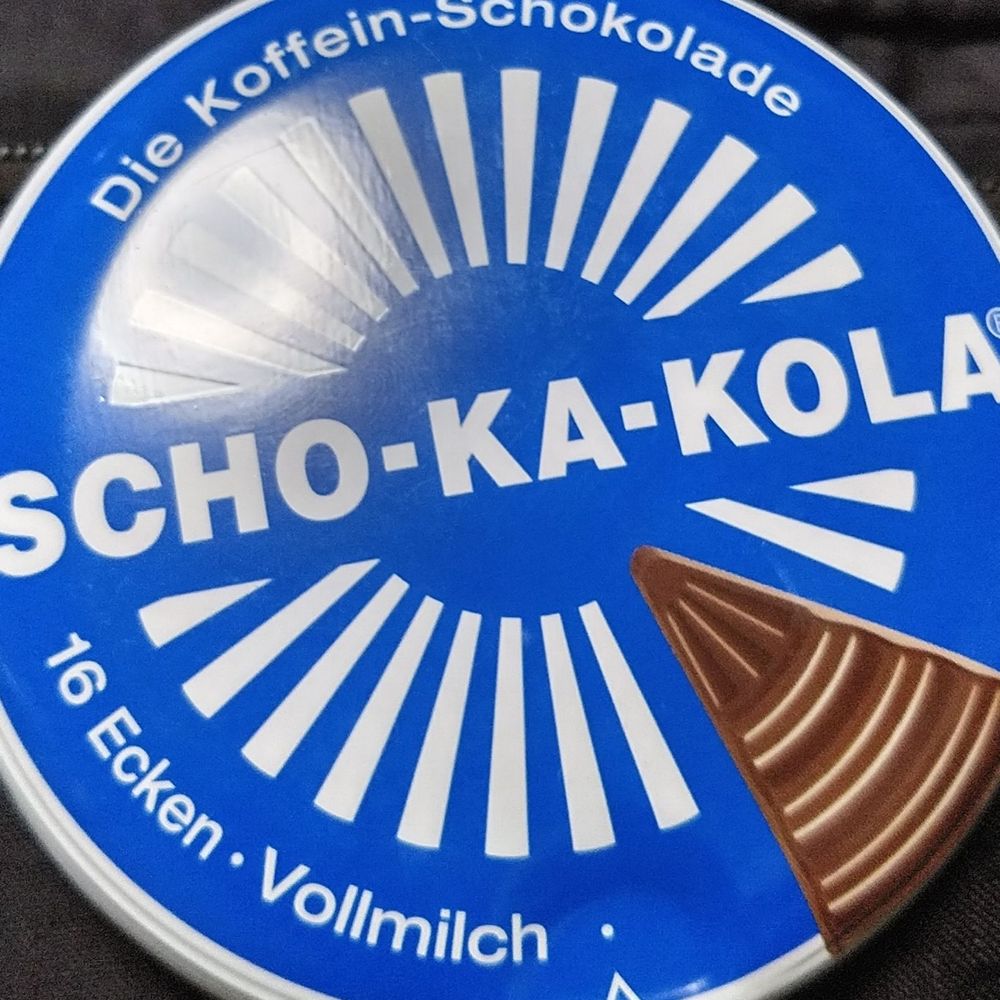 Die Koffein-Schokolade
SCHO-KA-KOLA®
16 Ecken · Vollmilch ·